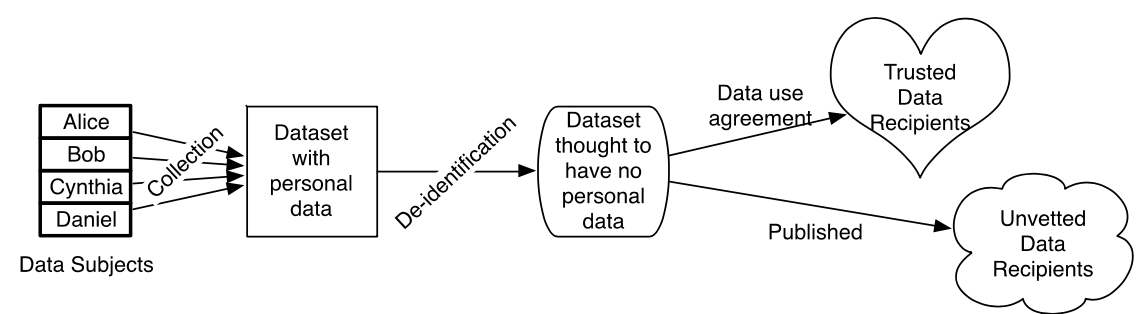 Alice
Bob
Cynthia
Daniel
Data Subjects
Collection
Dataset
with
personal
data
De-identification
Dataset
thought to
have no
personal
data
Data use
agreement
Trusted
Data
Recipients
Published
Unvetted
Data
Recipients